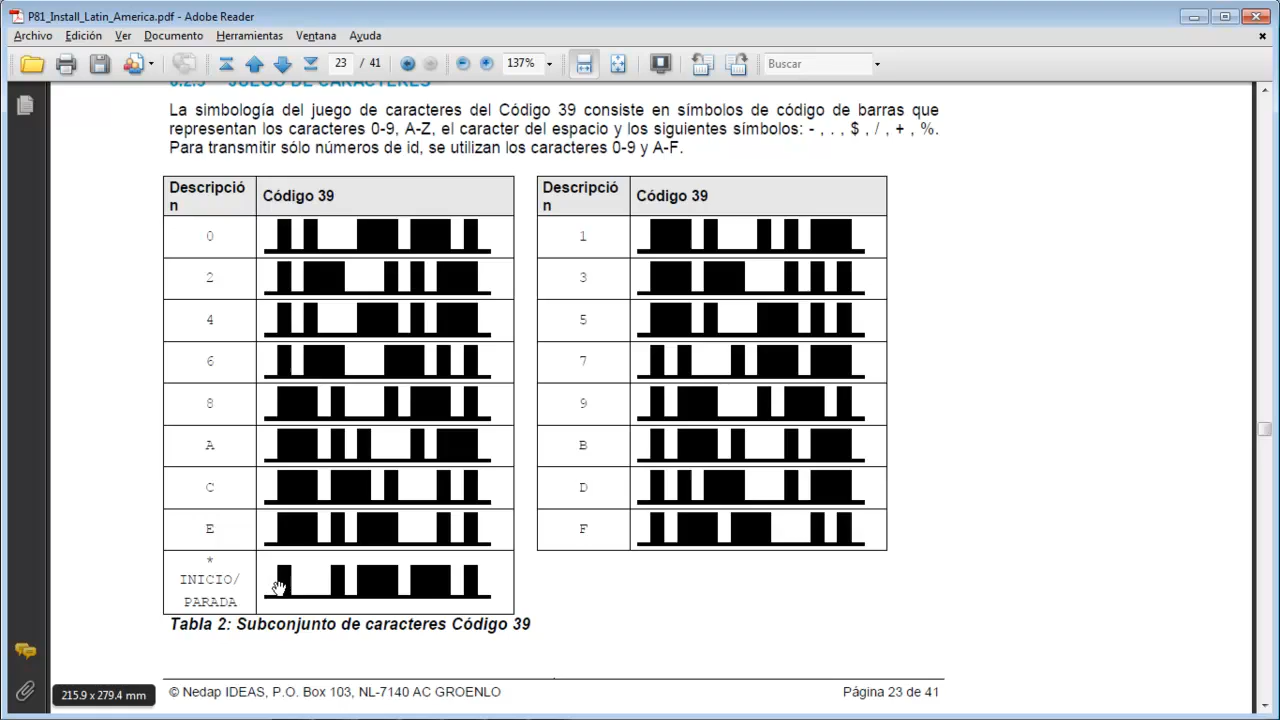 P81_Install_Latin_America.pdf - Adobe Reader
Archivo Edición Ver Documento Herramientas Ventana Ayuda
23 / 41 137% Buscar
La simbología del juego de caracteres del Código 39 consiste en símbolos de código de barras que
representan los caracteres 0-9, A-Z, el caracter del espacio y los siguientes símbolos: - , . , $ , / , + , %.
Para transmitir sólo números de id, se utilizan los caracteres 0-9 y A-F.
Descripció
n
Código 39
Descripció
n
Código 39
0 1
2 3
4 5
6 7
8 9
A B
C D
E F
*
INICIO/
PARADA
Tabla 2: Subconjunto de caracteres Código 39
© Nedap IDEAS, P.O. Box 103, NL-7140 AC GROENLO Página 23 de 41
215.9 x 279.4 mm